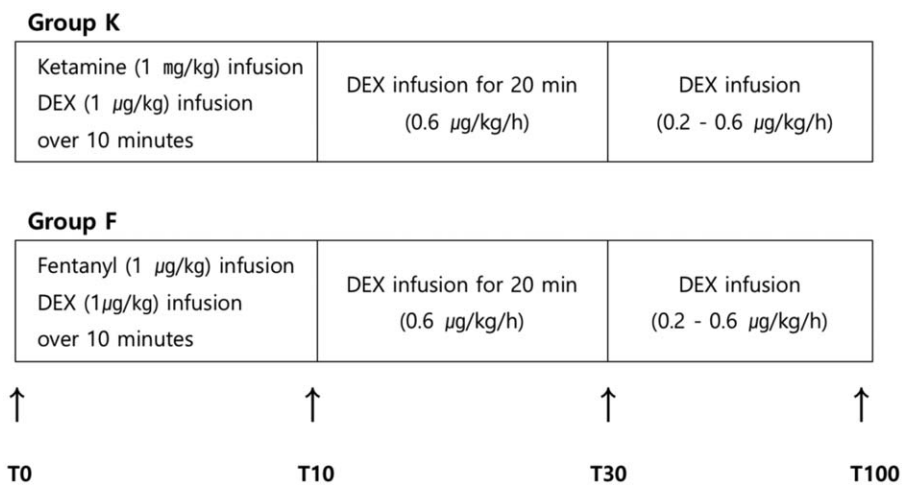 Group K
Ketamine (1 mg/kg) infusion
DEX (1 µg/kg) infusion
over 10 minutes
DEX infusion for 20 min
(0.6 µg/kg/h)
DEX infusion
(0.2 - 0.6 µg/kg/h)
Group F
Fentanyl (1 µg/kg) infusion
DEX (1µg/kg) infusion
over 10 minutes
DEX infusion for 20 min
(0.6 µg/kg/h)
DEX infusion
(0.2 - 0.6 µg/kg/h)
T0
T10
T30
T100